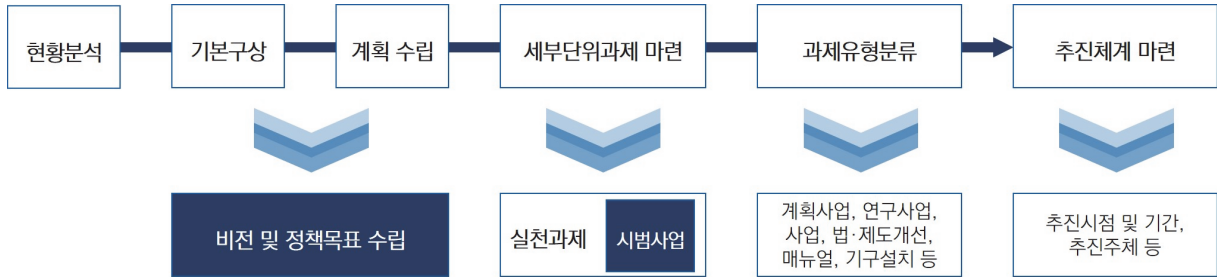 현황분석
기본구상
계획 수립
세부단위과제 마련
과제유형분류
추진체계 마련
비전 및 정책목표 수립
실천과제
시범사업
계획사업, 연구사업,
사업, 법·제도개선,
매뉴얼, 기구설치 등
추진시점 및 기간,
추진주체 등